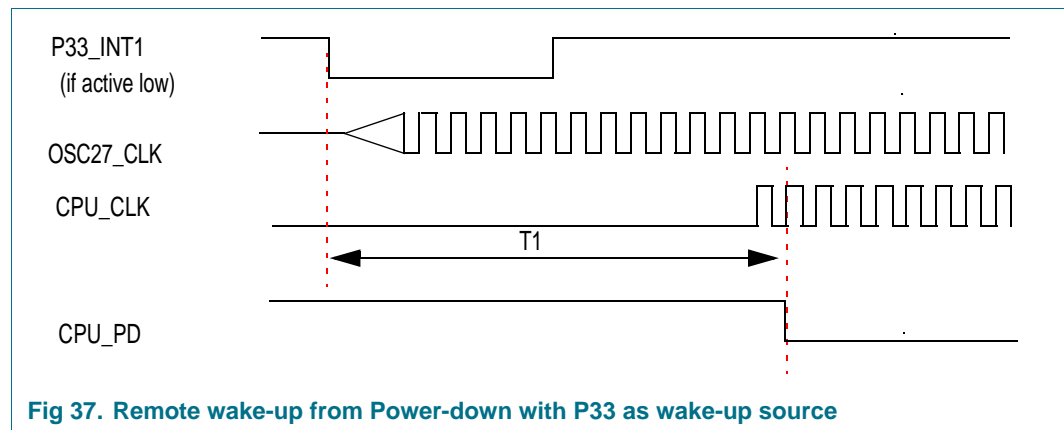 P33_INT1
(if active low)
OSC27_CLK
CPU_CLK
T1
CPU_PD
Fig 37. Remote wake-up from Power-down with P33 as wake-up source